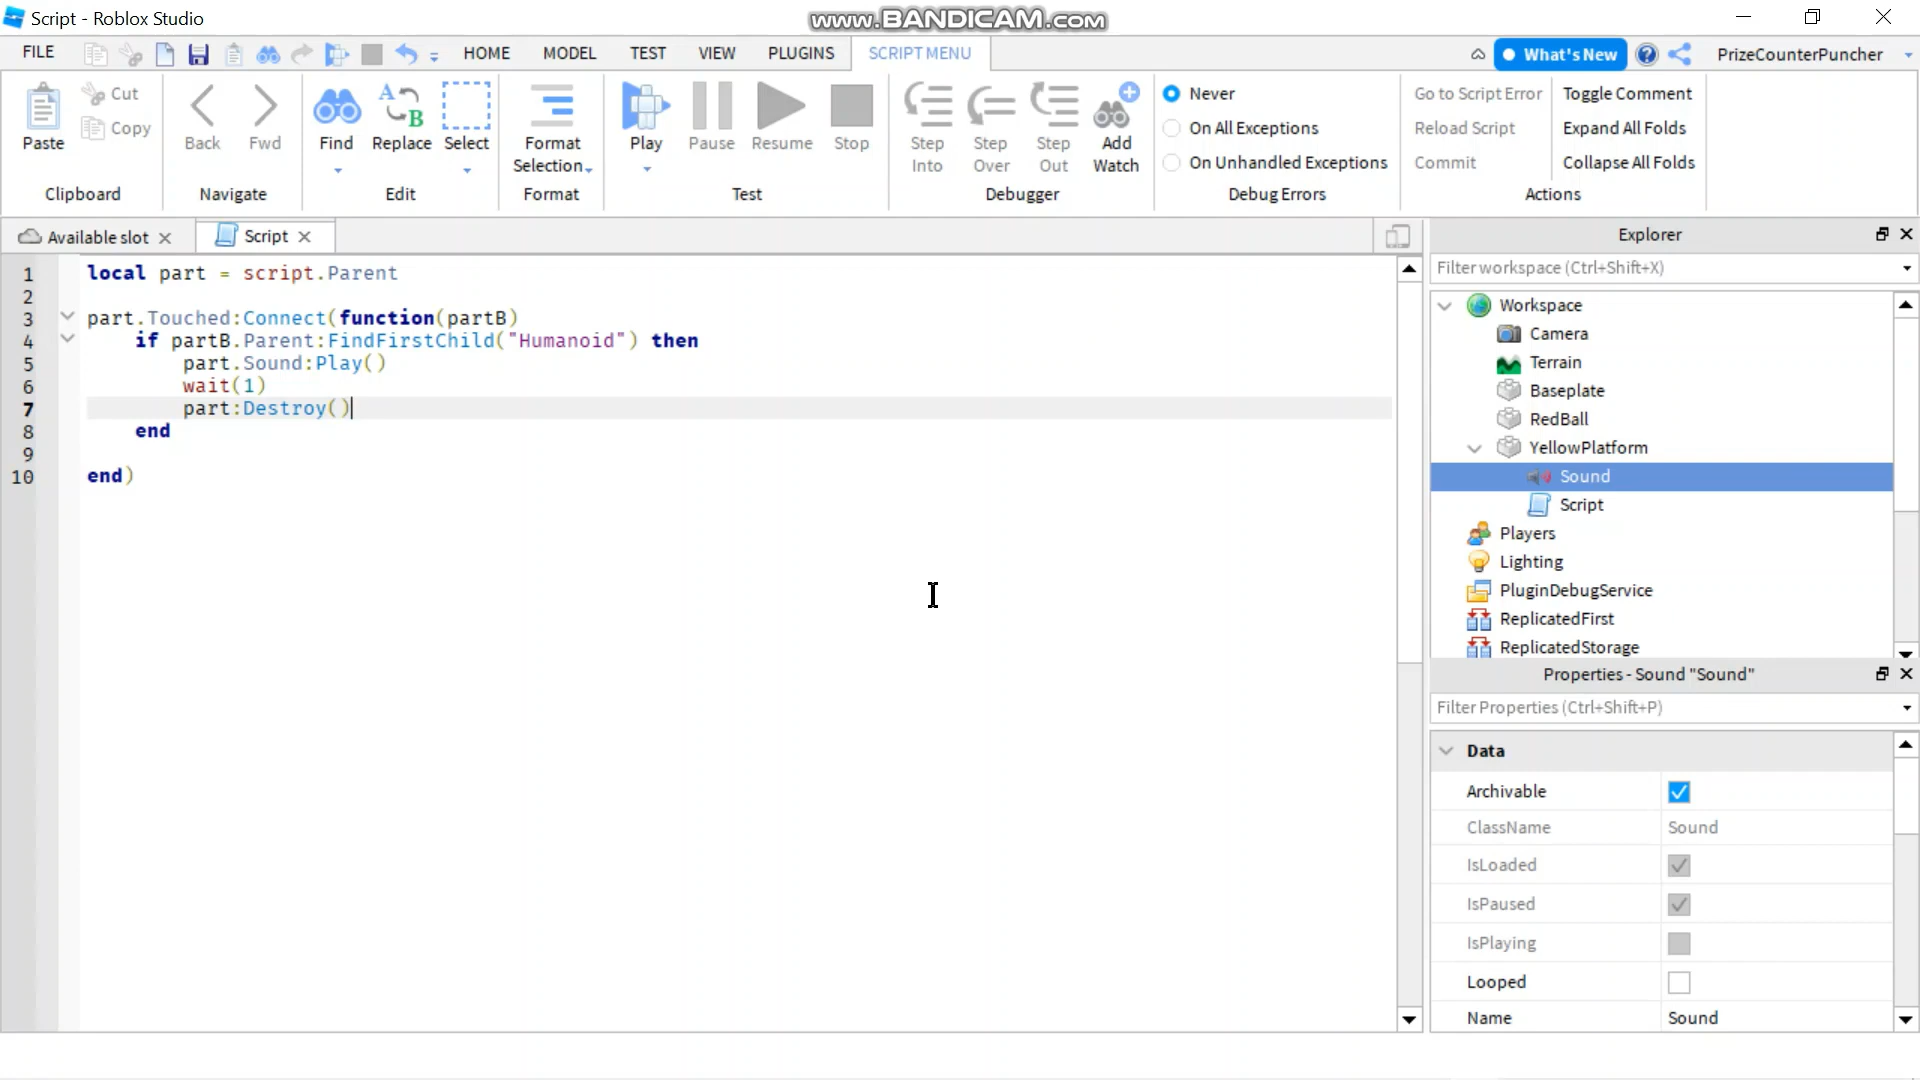 Script - Roblox Studio
www.BANDICAM.com
FILE
HOME
MODEL
TEST
VIEW
PLUGINS
SCRIPT MENU
What's New
PrizeCounterPuncher
Paste
Cut
Copy
Clipboard
Back
Fwd
Navigate
Find
Replace
Select
Edit
Format
Selection
Format
Play
Pause
Resume
Stop
Test
Step
Into
Step
Over
Step
Out
Add
Watch
Debugger
Never
On All Exceptions
On Unhandled Exceptions
Debug Errors
Go to Script Error
Reload Script
Commit
Toggle Comment
Expand All Folds
Collapse All Folds
Actions
Available slot
Script
1 local part = script.Parent
2
3 part.Touched:Connect(function(partB)
4 if partB.Parent:FindFirstChild("Humanoid") then
5 part.Sound:Play()
6 wait(1)
7 part:Destroy()
8 end
9
10 end)
Explorer
Filter workspace (Ctrl+Shift+X)
Workspace
Camera
Terrain
Baseplate
RedBall
YellowPlatform
Sound
Script
Players
Lighting
PluginDebugService
ReplicatedFirst
ReplicatedStorage
Properties - Sound "Sound"
Filter Properties (Ctrl+Shift+P)
Data
Archivable
ClassName Sound
IsLoaded
IsPaused
IsPlaying
Looped
Name Sound